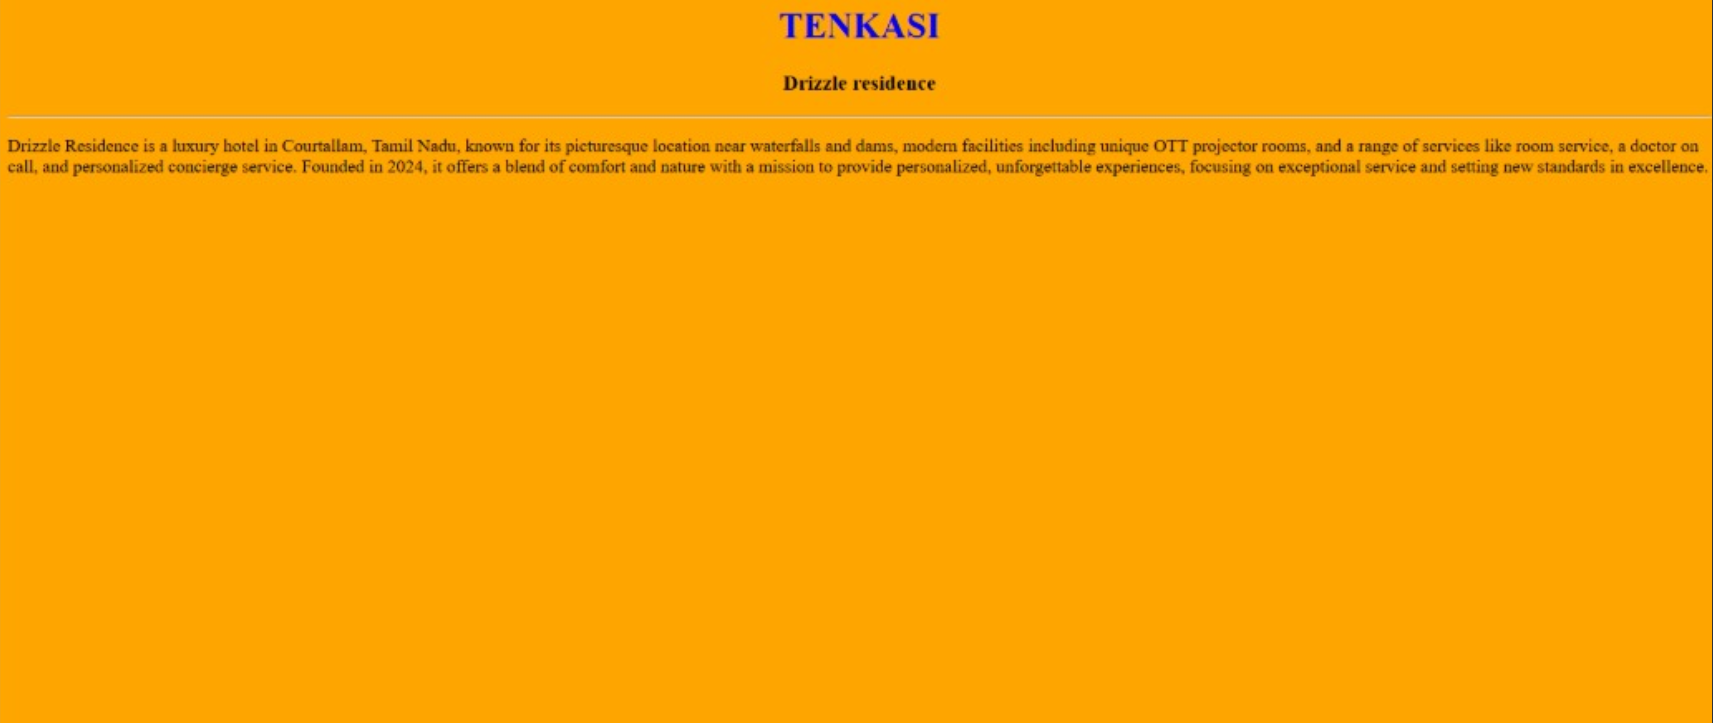 TENKASI
Drizzle residence
Drizzle Residence is a luxury hotel in Courtallam, Tamil Nadu, known for its picturesque location near waterfalls and dams, modern facilities including unique OTT projector rooms, and a range of services like room service, a doctor on
call, and personalized concierge service. Founded in 2024, it offers a blend of comfort and nature with a mission to provide personalized, unforgettable experiences, focusing on exceptional service and setting new standards in excellence.